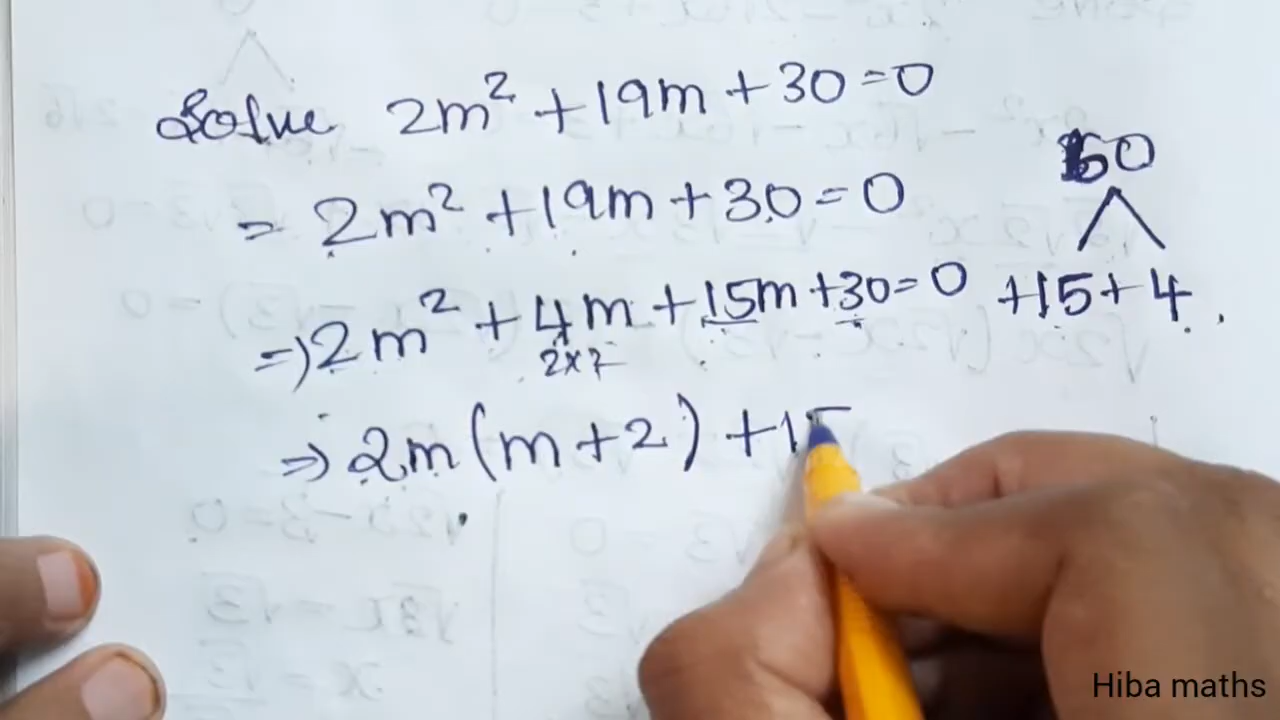 Solve 2m² + 19m + 30 = 0
= 2m² + 19m + 30 = 0
60
⇒ 2m² + 4m + 15m + 30 = 0
+15 + 4
2×2
⇒ 2m (m + 2) + 15
Hiba maths